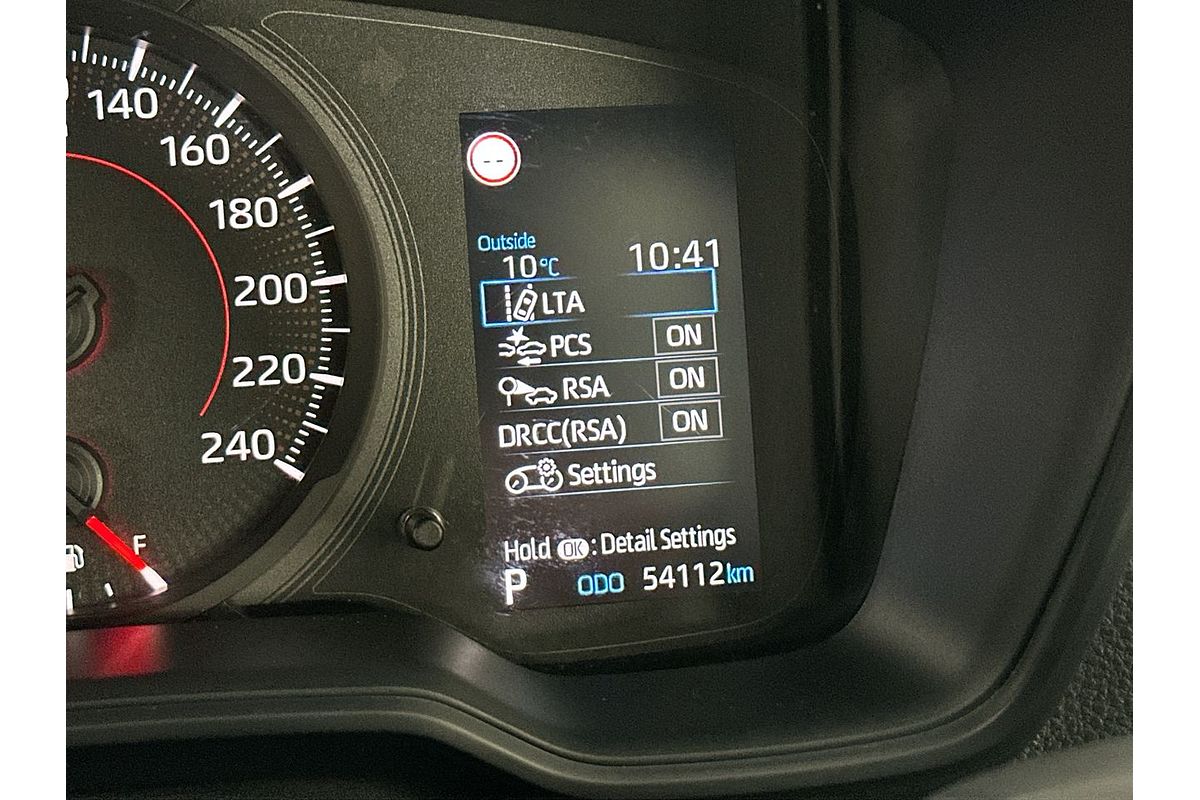 140
160
180
200
220
240
F
--
Outside
10°C 10:41
LTA
PCS ON
RSA ON
DRCC(RSA) ON
Settings
Hold OK: Detail Settings
P ODO 54112km